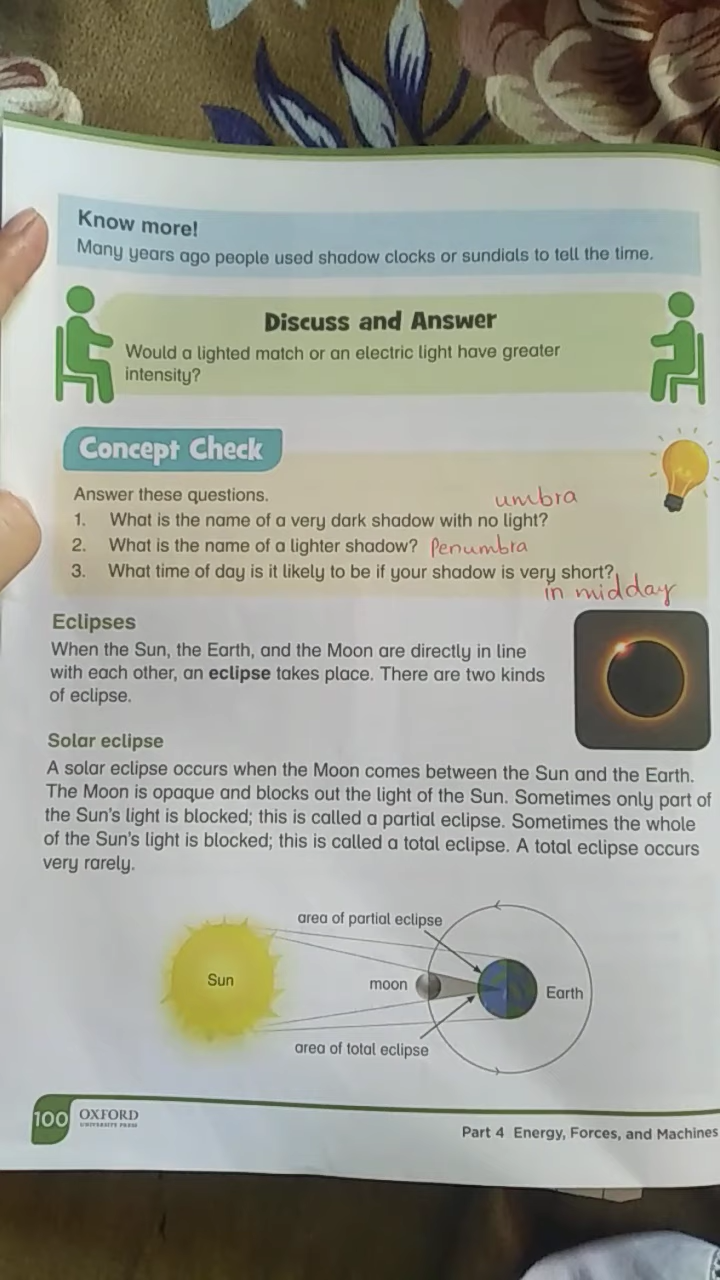 Know more!
Many years ago people used shadow clocks or sundials to tell the time.
Discuss and Answer
Would a lighted match or an electric light have greater
intensity?
Concept Check
Answer these questions.
umbra
1. What is the name of a very dark shadow with no light?
2. What is the name of a lighter shadow? Penumbra
3. What time of day is it likely to be if your shadow is very short?
in midday
Eclipses
When the Sun, the Earth, and the Moon are directly in line
with each other, an eclipse takes place. There are two kinds
of eclipse.
Solar eclipse
A solar eclipse occurs when the Moon comes between the Sun and the Earth.
The Moon is opaque and blocks out the light of the Sun. Sometimes only part of
the Sun's light is blocked; this is called a partial eclipse. Sometimes the whole
of the Sun's light is blocked; this is called a total eclipse. A total eclipse occurs
very rarely.
area of partial eclipse
Sun
moon
Earth
area of total eclipse
100
OXFORD
UNIVERSITY PRESS
Part 4 Energy, Forces, and Machines